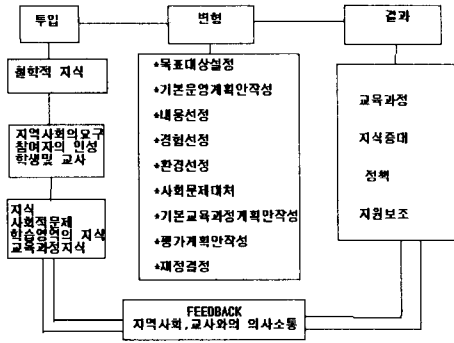 투입
변형
결과
철학적 지식
지역사회의요구
참여자의 인성
학생및 교사
지식
사회적문제
학습영역의 지식
교육과정지식
*목표대상설정
*기본운영계획안작성
*내용선정
*경험선정
*환경선정
*사회문제대처
*기본교육과정계획안작성
*평가계획안작성
*재정결정
교육과정
지식증대
정책
지원보조
FEEDBACK
지역사회,교사와의 의사소통